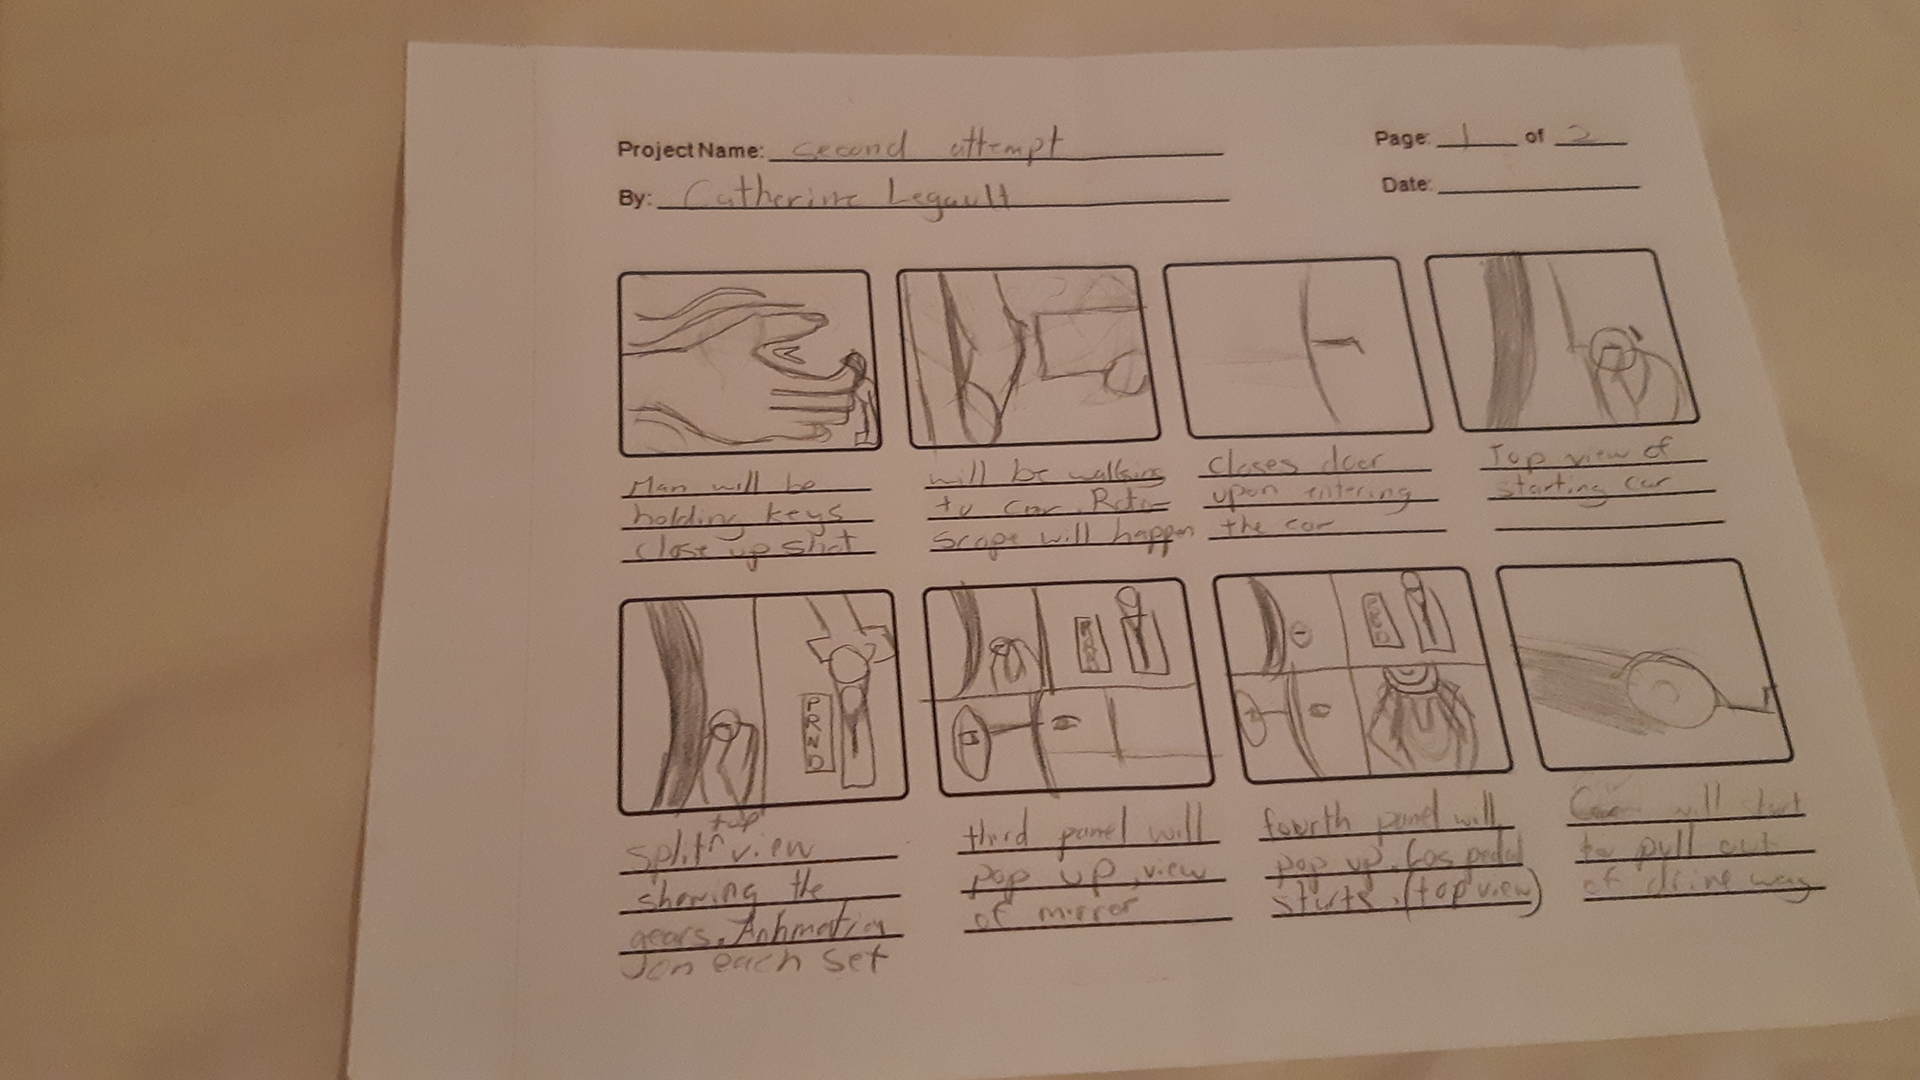 Project Name: second attempt
Page: 1 of 2
By: Catherine Legault
Date:
Man will be
holding keys
close up shot
will be walking
to car. Roto-
scope will happen
closes door
upon entering
the car
Top view of
starting car
P
R
N
D
top
split ^ view
showing the
gears. Anhmation
on each set
third panel will
pop up, view
of mirror
fourth panel will
pop up. Gas pedal
starts. (top view)
will start
to pull out
of drive way